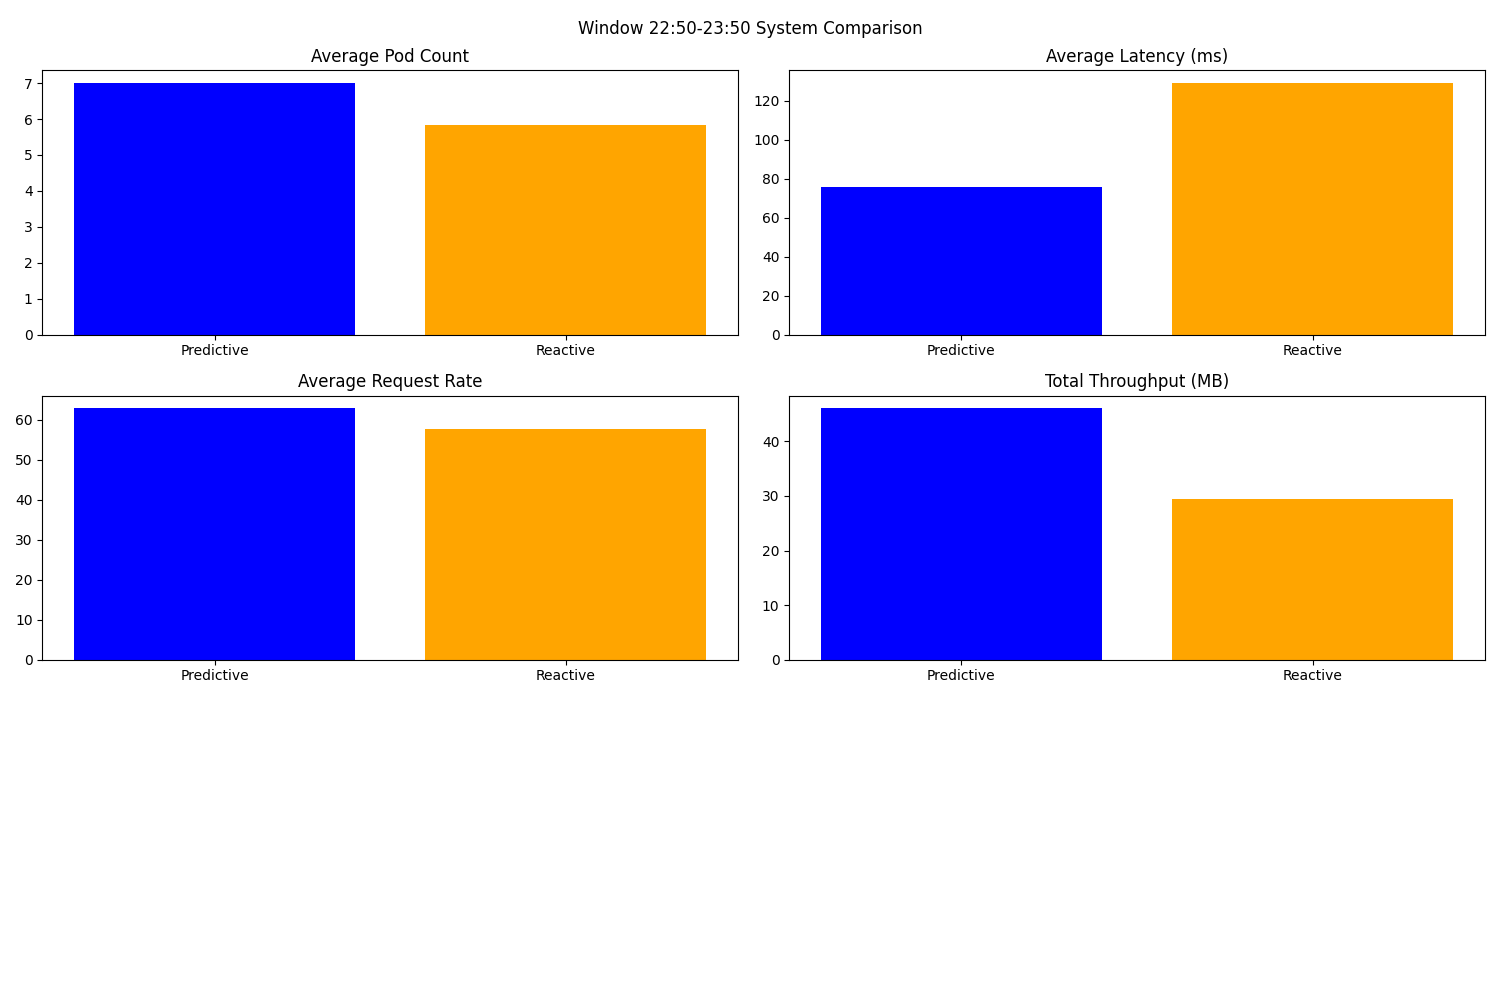 Window 22:50-23:50 System Comparison
Average Pod Count
7
6
5
4
3
2
1
0
Predictive
Reactive
Average Latency (ms)
120
100
80
60
40
20
0
Predictive
Reactive
Average Request Rate
60
50
40
30
20
10
0
Predictive
Reactive
Total Throughput (MB)
40
30
20
10
0
Predictive
Reactive